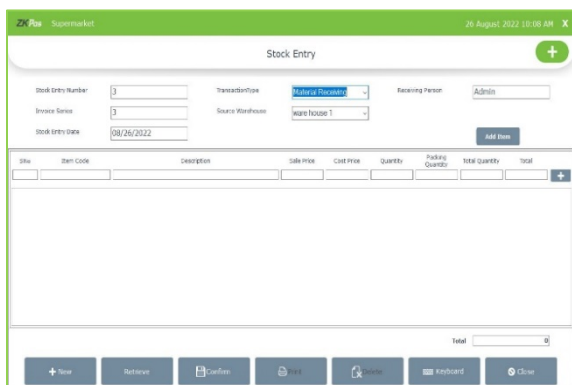 ZKPos Supermarket 26 August 2022 10:08 AM X
Stock Entry
+
Stock Entry Number 3 TransactionType Material Receiving Receiving Person Admin
Invoice Series 3 Source Warehouse ware house 1
Stock Entry Date 08/26/2022 Add Item
Item Code Description Sale Price Cost Price Quantity Packing Quantity Total Quantity Total
+
Total 0
+ New Retrieve Confirm Print Delete Keyboard Close